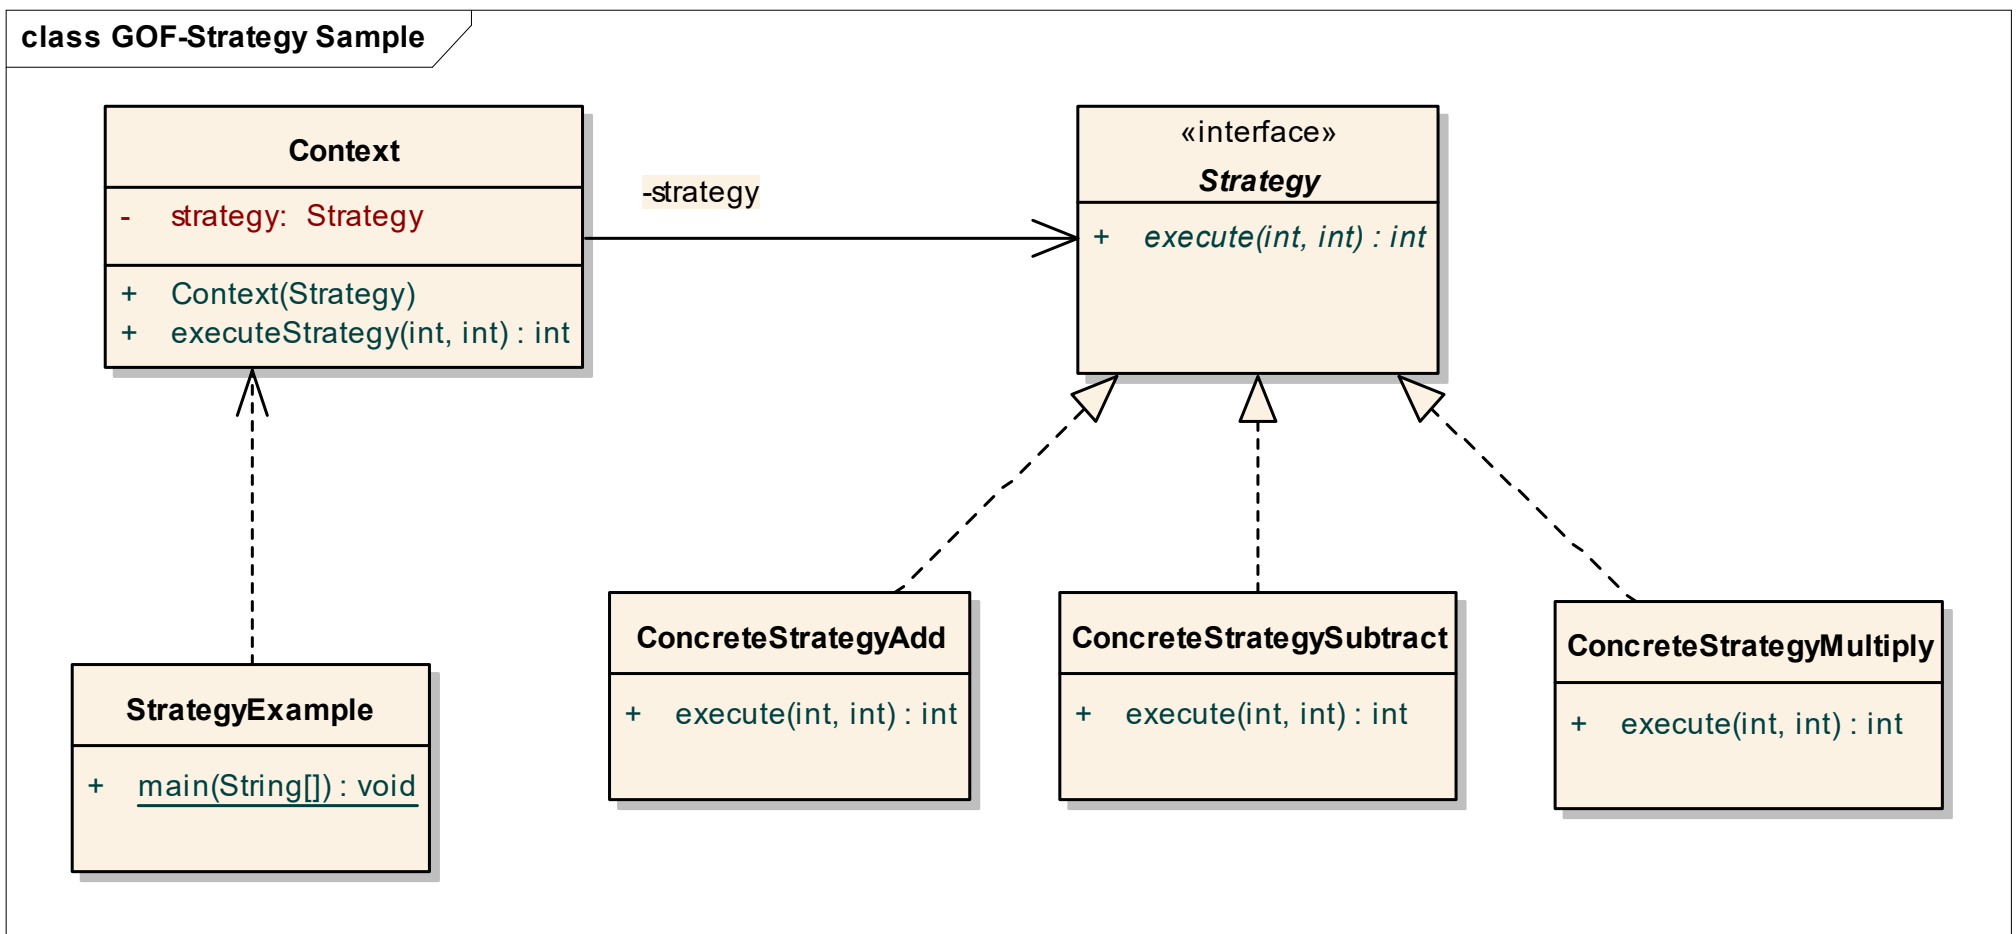 class GOF-Strategy Sample
Context
- strategy: Strategy
+ Context(Strategy)
+ executeStrategy(int, int) : int
-strategy
«interface»
Strategy
+ execute(int, int) : int
StrategyExample
+ main(String[]) : void
ConcreteStrategyAdd
+ execute(int, int) : int
ConcreteStrategySubtract
+ execute(int, int) : int
ConcreteStrategyMultiply
+ execute(int, int) : int